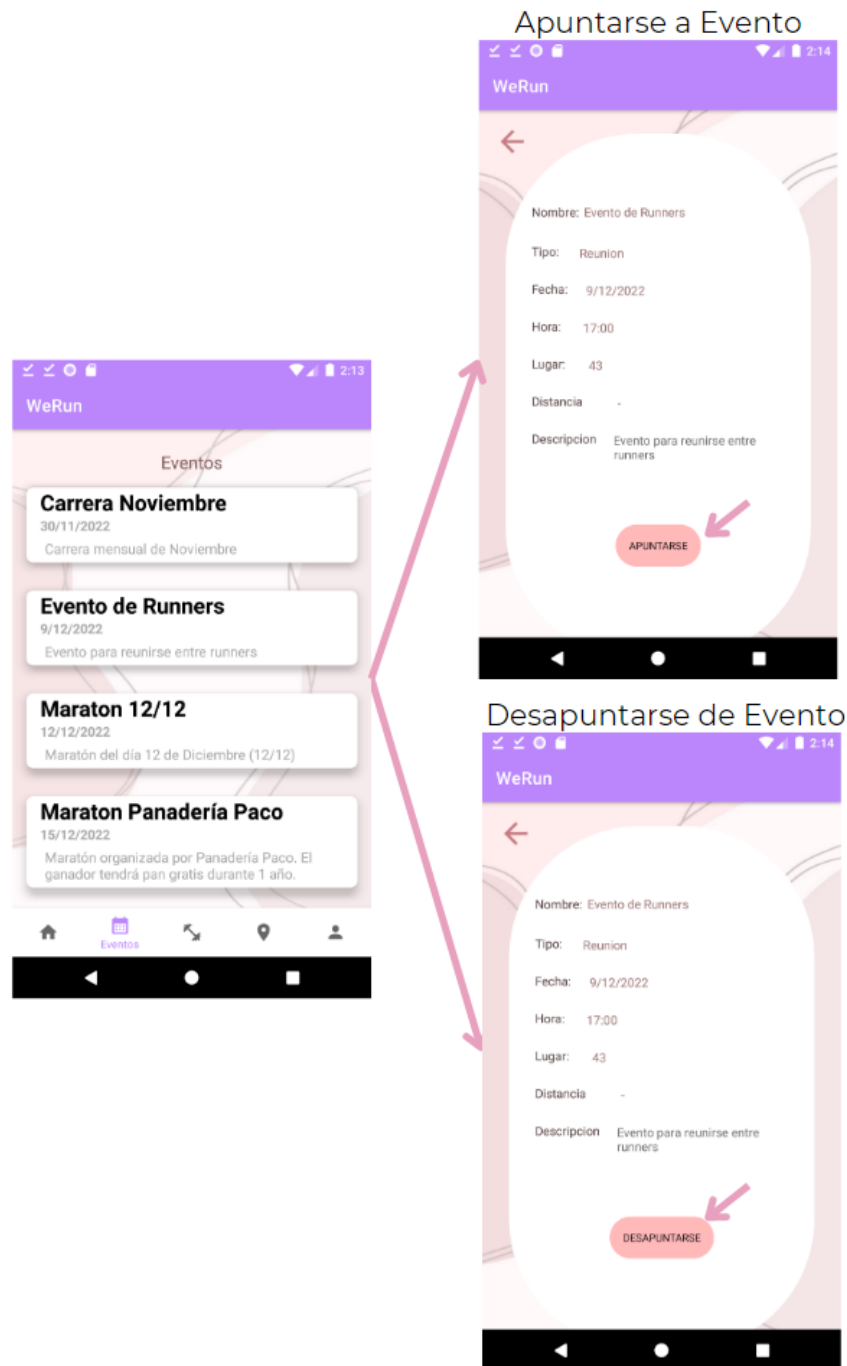 Apuntarse a Evento
2:14
WeRun
Nombre: Evento de Runners
Tipo: Reunion
Fecha: 9/12/2022
Hora: 17:00
Lugar: 43
Distancia -
Descripcion Evento para reunirse entre
runners
APUNTARSE
2:13
WeRun
Eventos
Carrera Noviembre
30/11/2022
Carrera mensual de Noviembre
Evento de Runners
9/12/2022
Evento para reunirse entre runners
Maraton 12/12
12/12/2022
Maratón del día 12 de Diciembre (12/12)
Maraton Panadería Paco
15/12/2022
Maratón organizada por Panadería Paco. El
ganador tendrá pan gratis durante 1 año.
Eventos
Desapuntarse de Evento
2:14
WeRun
Nombre: Evento de Runners
Tipo: Reunion
Fecha: 9/12/2022
Hora: 17:00
Lugar: 43
Distancia -
Descripcion Evento para reunirse entre
runners
DESAPUNTARSE